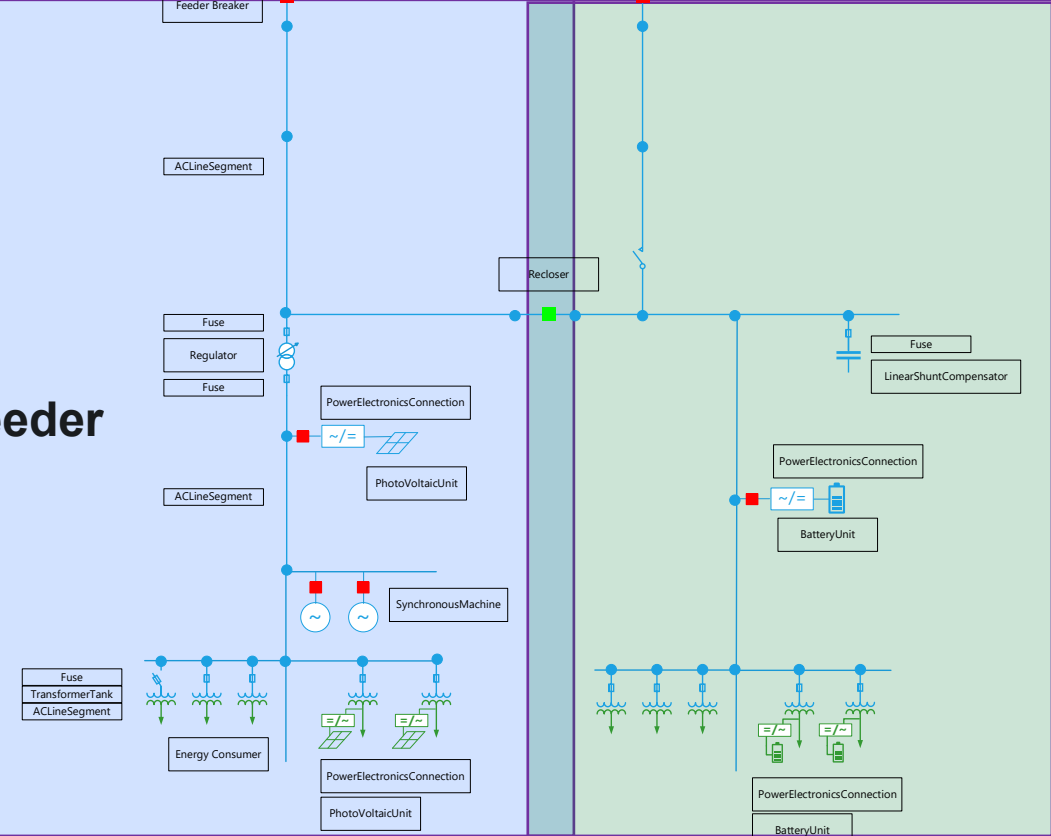 Feeder Breaker
ACLineSegment
Recloser
Fuse
Regulator
Fuse
Fuse
LinearShuntCompensator
eeder
PowerElectronicsConnection
~/=
PhotoVoltaicUnit
PowerElectronicsConnection
~/=
BatteryUnit
ACLineSegment
SynchronousMachine
~
~
Fuse
TransformerTank
ACLineSegment
=/~
=/~
=/~
=/~
Energy Consumer
PowerElectronicsConnection
PhotoVoltaicUnit
PowerElectronicsConnection
BatteryUnit